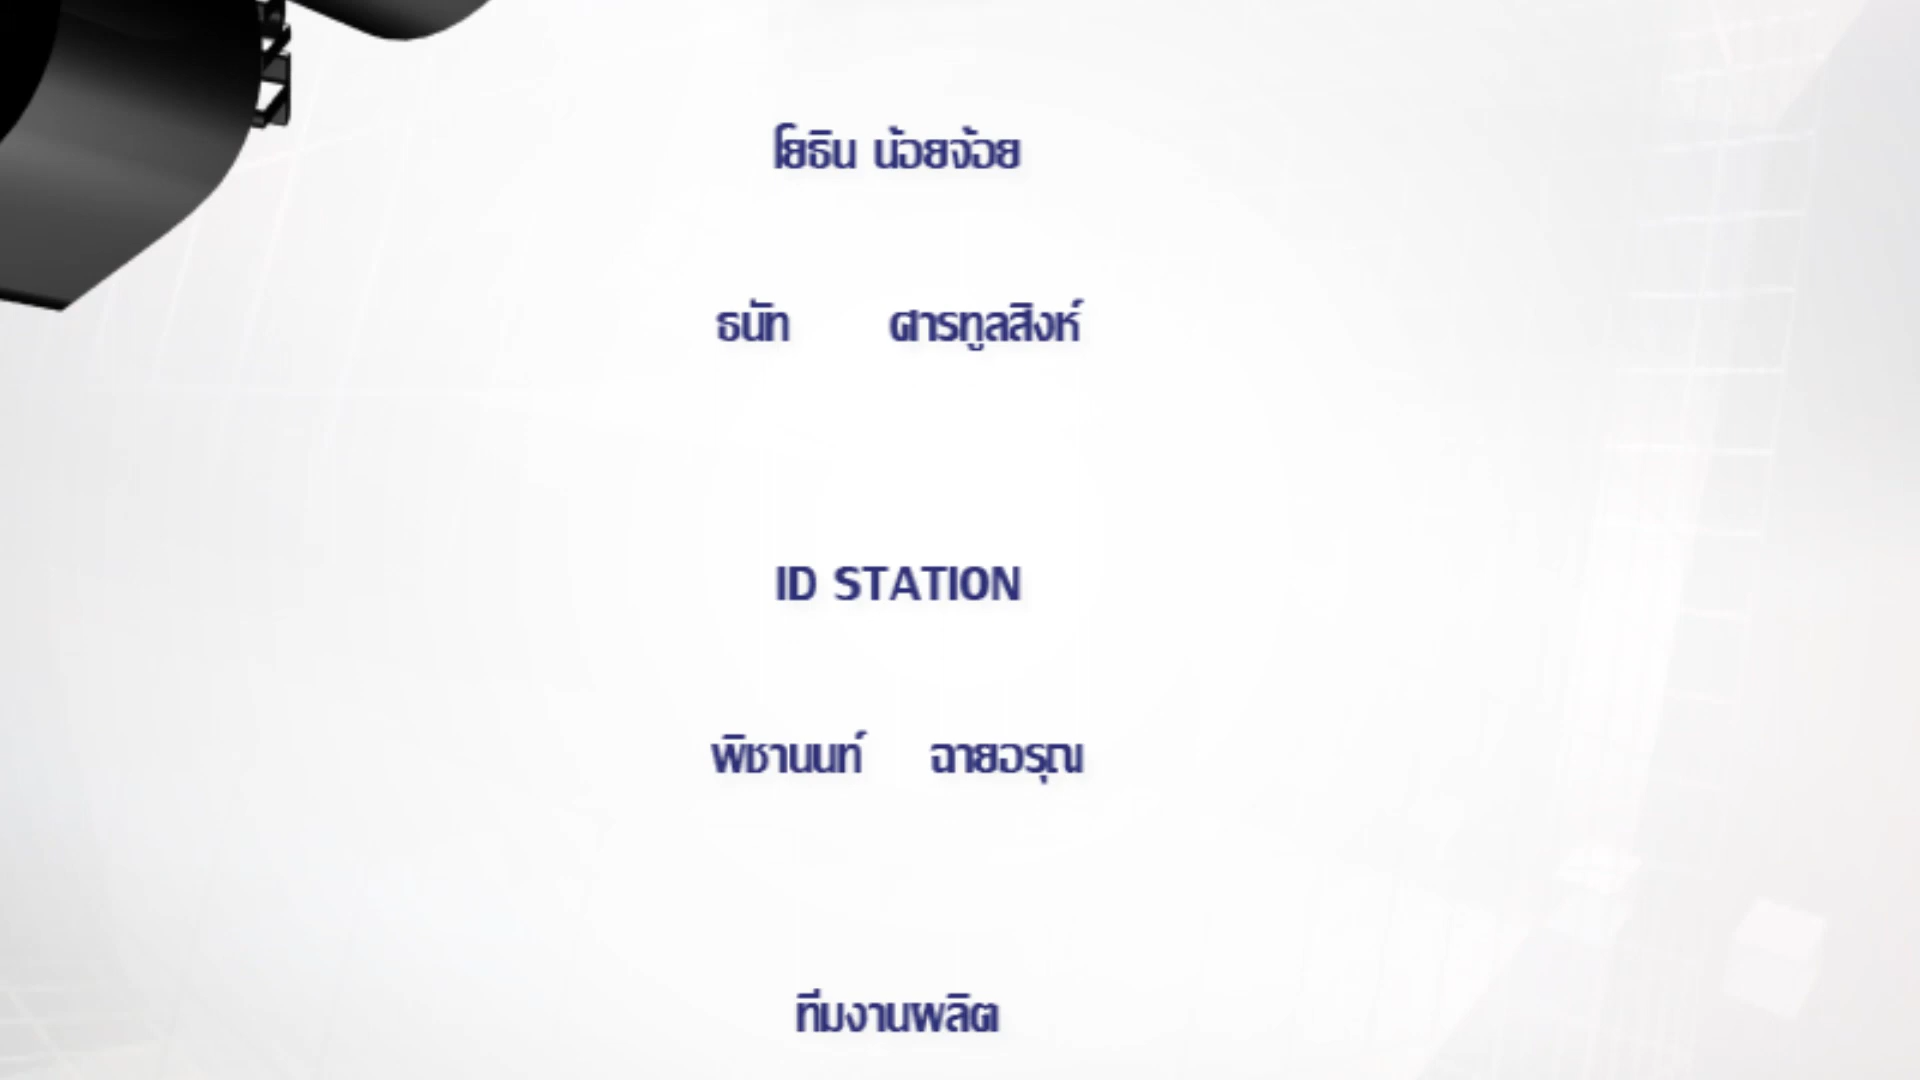 โยธิน น้อยจ้อย
ธนัท ศารทูลสิงห์
ID STATION
พิชานนท์ ฉายอรุณ
ทีมงานผลิต